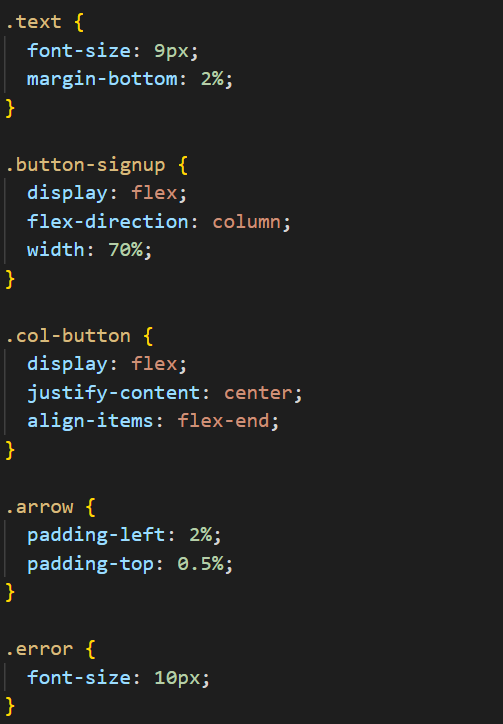 .text {
font-size: 9px;
margin-bottom: 2%;
}
.button-signup {
display: flex;
flex-direction: column;
width: 70%;
}
.col-button {
display: flex;
justify-content: center;
align-items: flex-end;
}
.arrow {
padding-left: 2%;
padding-top: 0.5%;
}
.error {
font-size: 10px;
}